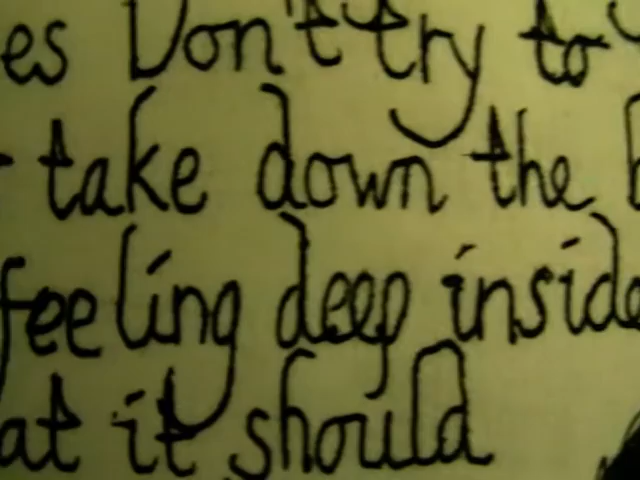 es Don't try to
take down the
feeling deep inside
at it should